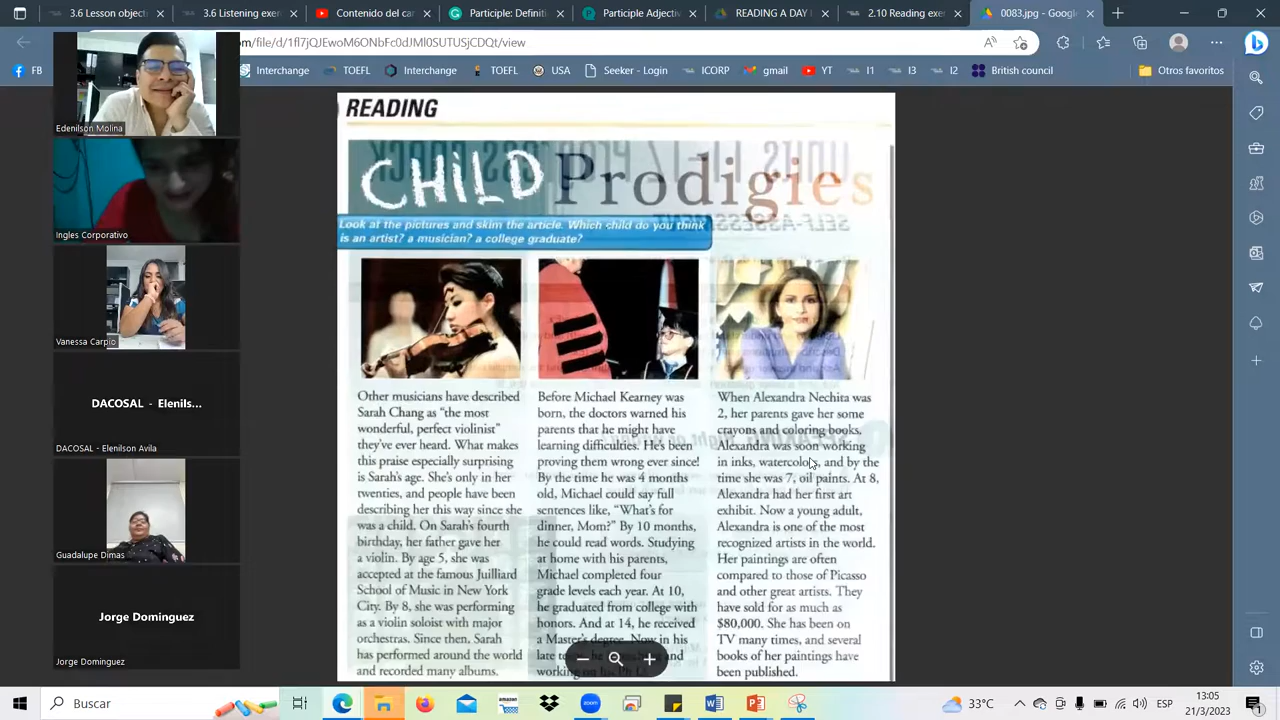 3.6 Listening
3.6 Listening exer
Contenido de You
Participle: Definiti
Participle Adjectiv
READING A DAY I
2.10 Reading exer
0083.jpg - Google
om/file/d/1fl7jQJEwoM6ONbFc0dJMl0SUTUSjCDQt/view
FB
Interchange
TOEFL
Interchange
TOEFL
USA
Seeker - Login
ICORP
gmail
YT
I1
I3
I2
British council
Otros favoritos
Edenilson Molina
Ingles Corporativo
Vanessa Carpio
DACOSAL - Elenils...
DACOSAL - Elenilson Avila
Guadalupe Dimas
Jorge Dominguez
Jorge Dominguez
READING
CHILD Prodigies
Look at the pictures and skim the article. Which child do you think
is an artist? a musician? a college graduate?
Other musicians have described
Sarah Chang as “the most
wonderful, perfect violinist”
they’ve ever heard. What makes
this praise especially surprising
is Sarah’s age. She’s only in her
twenties, and people have been
describing her this way since she
was a child. On Sarah’s fourth
birthday, her father gave her
a violin. By age 5, she was
accepted at the famous Juilliard
School of Music in New York
City. By 8, she was performing
as a violin soloist with major
orchestras. Since then, Sarah
has performed around the world
and recorded many albums.
Before Michael Kearney was
born, the doctors warned his
parents that he might have
learning difficulties. He’s been
proving them wrong ever since!
By the time he was 4 months
old, Michael could say full
sentences like, “What’s for
dinner, Mom?” By 10 months,
he could read words. Studying
at home with his parents,
Michael completed four
grade levels each year. At 10,
he graduated from college with
honors. And at 14, he received
a Master’s degree. Now in his
late and
working
When Alexandra Nechita was
2, her parents gave her some
crayons and coloring books.
Alexandra was soon working
in inks, watercolors, and by the
time she was 7, oil paints. At 8,
Alexandra had her first art
exhibit. Now a young adult,
Alexandra is one of the most
recognized artists in the world.
Her paintings are often
compared to those of Picasso
and other great artists. They
have sold for as much as
$80,000. She has been on
TV many times, and several
books of her paintings have
been published.
Buscar
amazon
zoom
33°C
ESP
13:05
21/3/2023
1